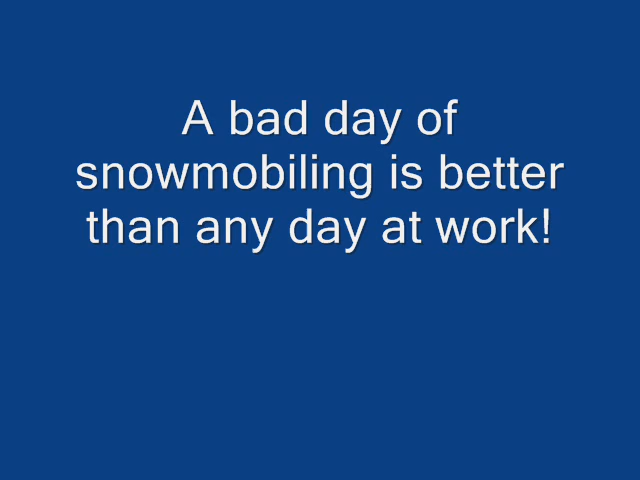 A bad day of
snowmobiling is better
than any day at work!